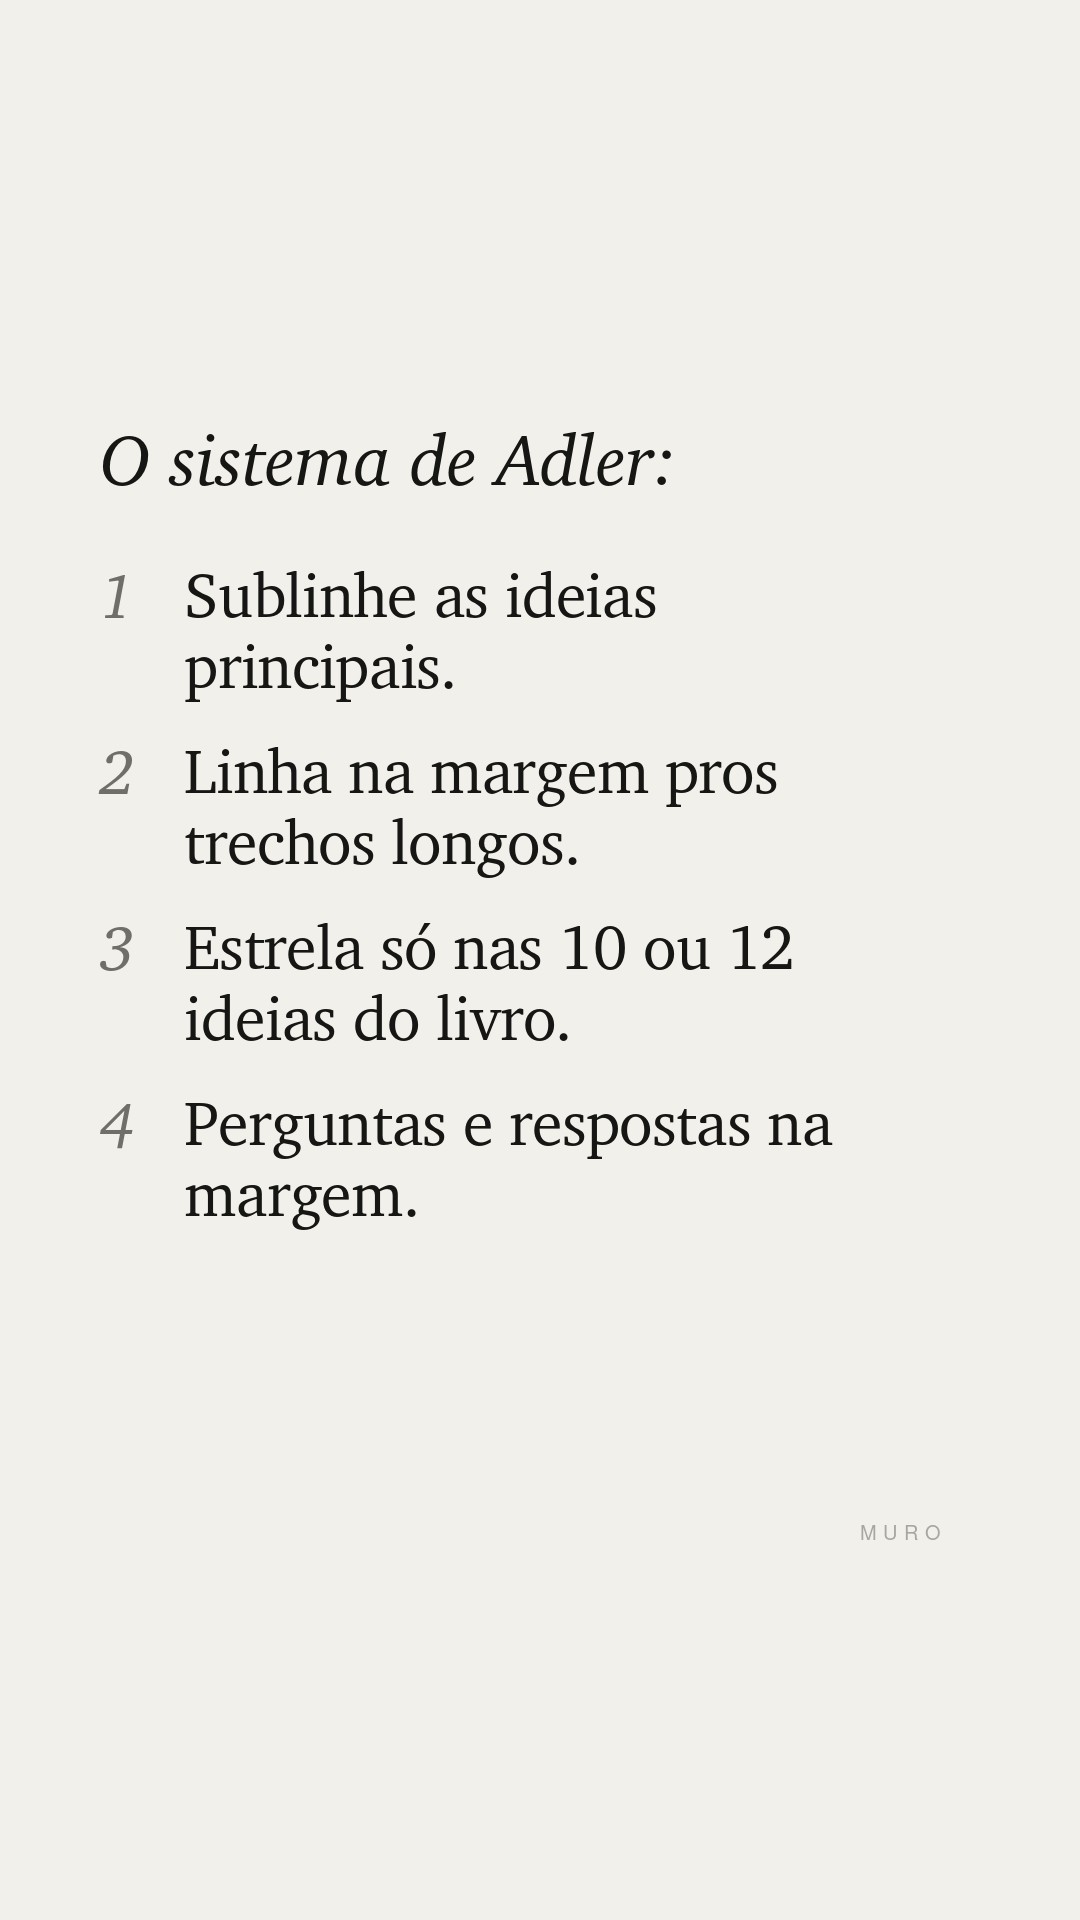 O sistema de Adler:
1 Sublinhe as ideias
principais.
2 Linha na margem pros
trechos longos.
3 Estrela só nas 10 ou 12
ideias do livro.
4 Perguntas e respostas na
margem.
MURO